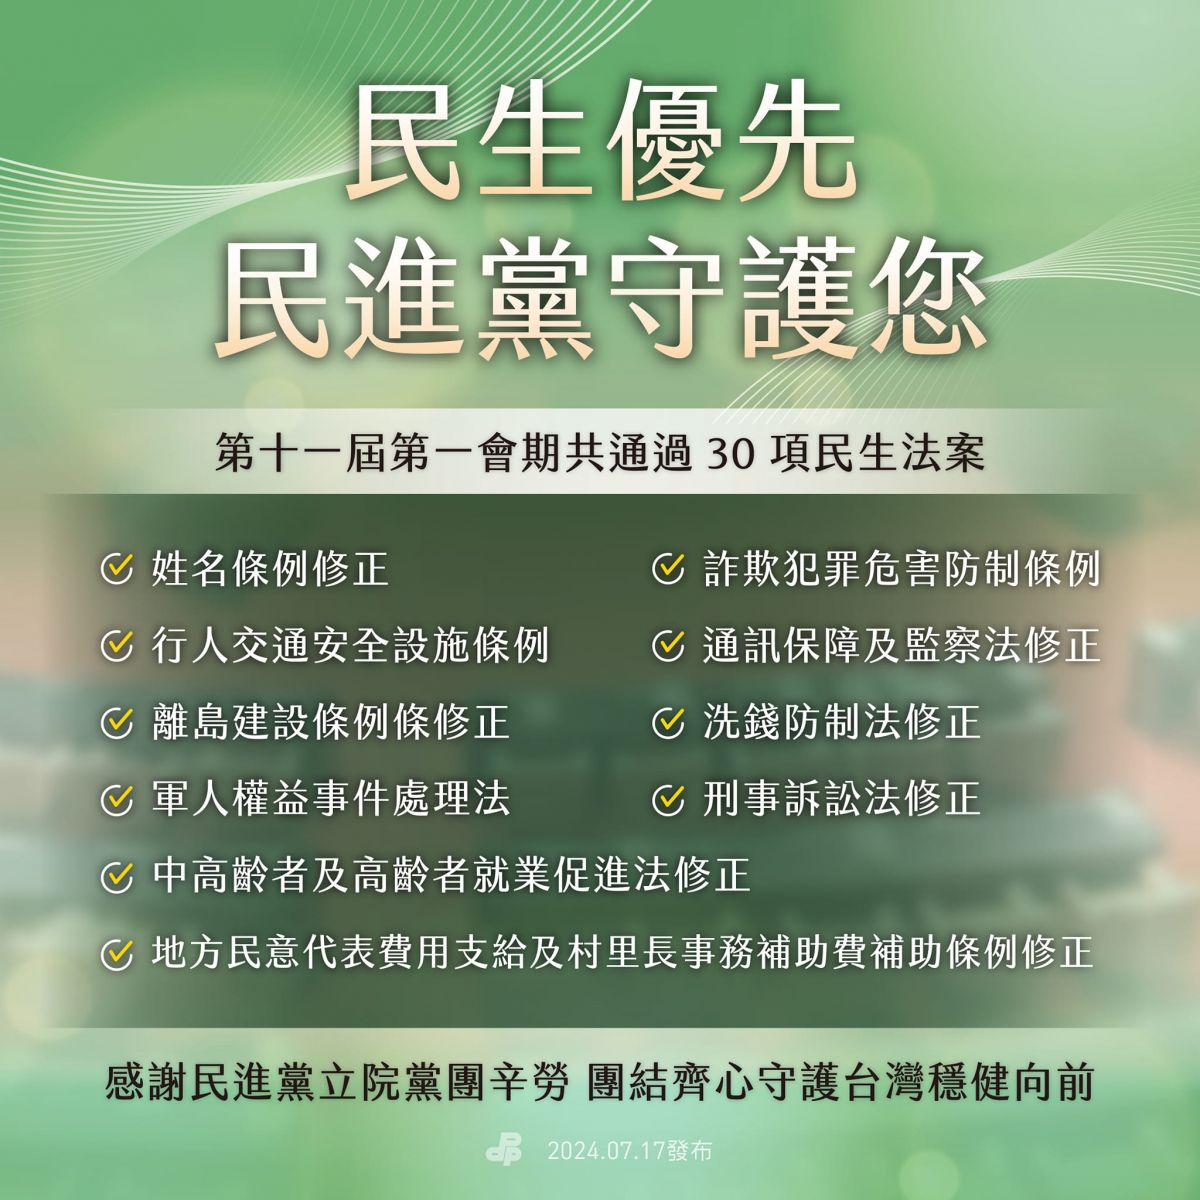 民生優先
民進黨守護您
第十一屆第一會期共通過 30 項民生法案
姓名條例修正
行人交通安全設施條例
離島建設條例條修正
軍人權益事件處理法
詐欺犯罪危害防制條例
通訊保障及監察法修正
洗錢防制法修正
刑事訴訟法修正
中高齡者及高齡者就業促進法修正
地方民意代表費用支給及村里長事務補助費補助條例修正
感謝民進黨立院黨團辛勞 團結齊心守護台灣穩健向前
DPP 2024.07.17發布